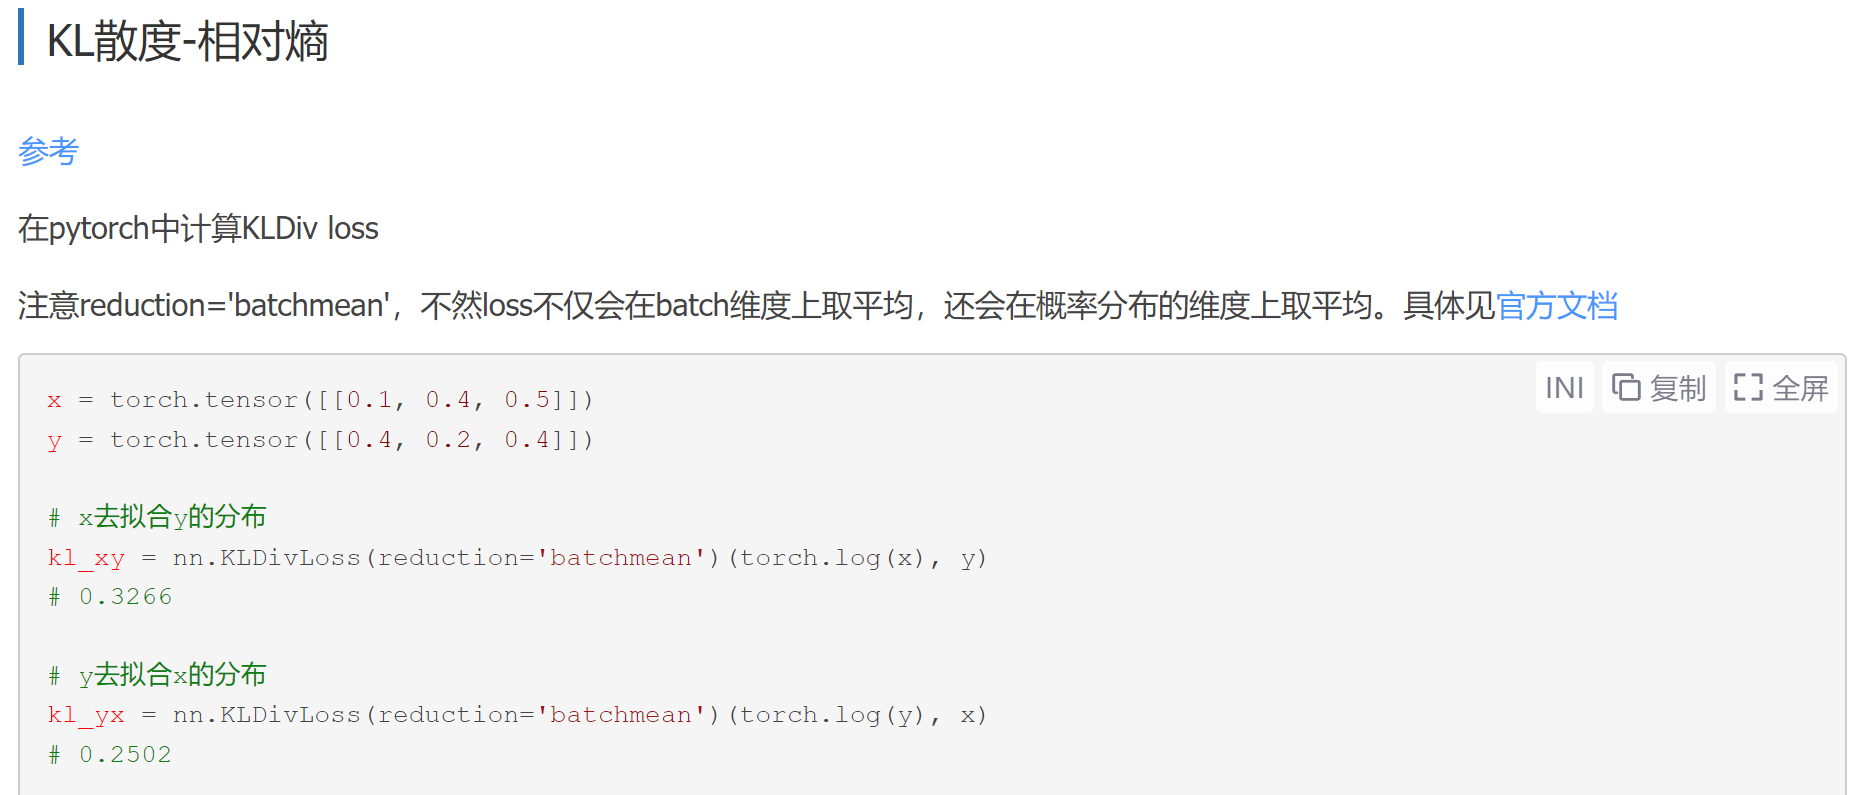 KL散度-相对熵
参考
在pytorch中计算KLDiv loss
注意reduction='batchmean'，不然loss不仅会在batch维度上取平均，还会在概率分布的维度上取平均。具体见官方文档
INI 复制 全屏
x = torch.tensor([[0.1, 0.4, 0.5]])
y = torch.tensor([[0.4, 0.2, 0.4]])
# x去拟合y的分布
kl_xy = nn.KLDivLoss(reduction='batchmean')(torch.log(x), y)
# 0.3266
# y去拟合x的分布
kl_yx = nn.KLDivLoss(reduction='batchmean')(torch.log(y), x)
# 0.2502